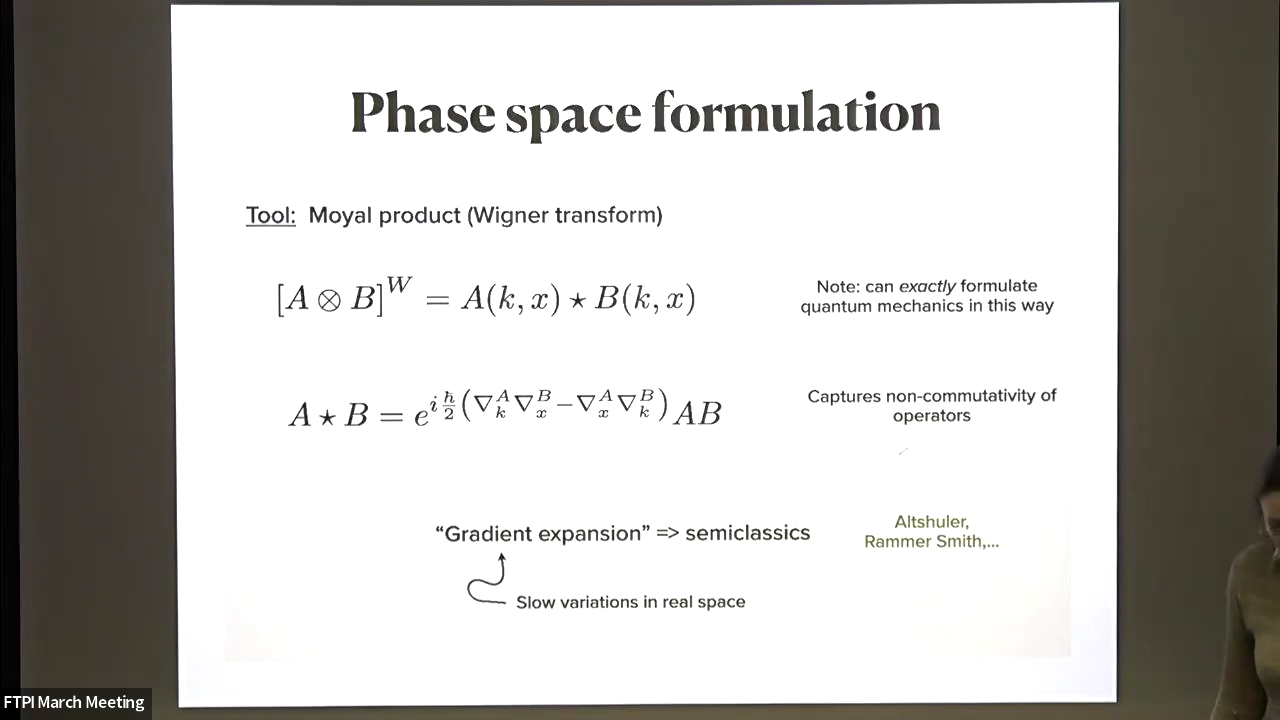 Phase space formulation
Tool: Moyal product (Wigner transform)
[A ⊗ B]^W = A(k, x) ⋆ B(k, x)
Note: can exactly formulate
quantum mechanics in this way
A ⋆ B = e^{i\frac{ħ}{2}(∇_k^A ∇_x^B − ∇_x^A ∇_k^B)} AB
Captures non-commutativity of
operators
“Gradient expansion” => semiclassics
Altshuler,
Rammer Smith,...
Slow variations in real space
FTPI March Meeting